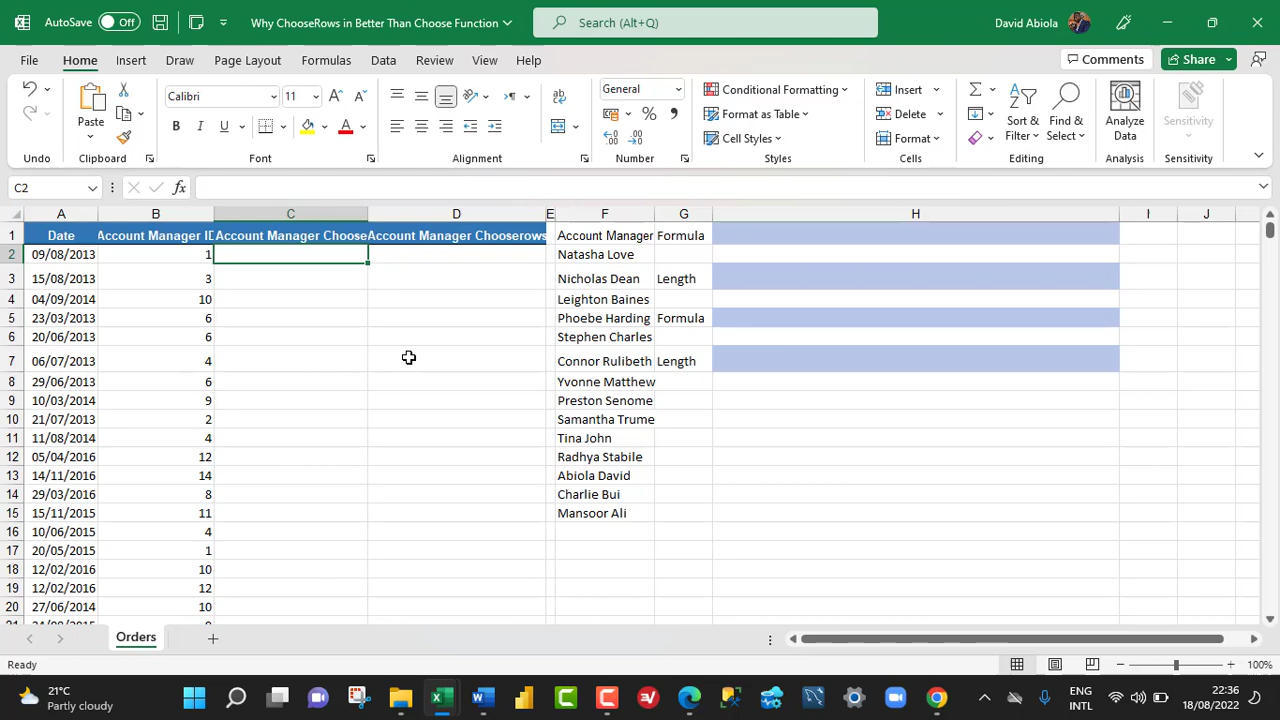 AutoSave Off Why ChooseRows in Better Than Choose Function Search (Alt+Q) David Abiola
File Home Insert Draw Page Layout Formulas Data Review View Help Comments Share
Calibri 11 General Conditional Formatting Insert
Paste Format as Table Delete
B I U Cell Styles Format Sort & Filter Find & Select Analyze Data Sensitivity
Undo Clipboard Font Alignment Number Styles Cells Editing Analysis Sensitivity
C2 fx
A B C D E F G H I J
1 Date Account Manager ID Account Manager Choose Account Manager Chooserows Account Manager Formula
2 09/08/2013 1 Natasha Love
3 15/08/2013 3 Nicholas Dean Length
4 04/09/2014 10 Leighton Baines
5 23/03/2013 6 Phoebe Harding Formula
6 20/06/2013 6 Stephen Charles
7 06/07/2013 4 Connor Rulibeth Length
8 29/06/2013 6 Yvonne Matthew
9 10/03/2014 9 Preston Senome
10 21/07/2013 2 Samantha Trume
11 11/08/2014 4 Tina John
12 05/04/2016 12 Radhya Stabile
13 14/11/2016 14 Abiola David
14 29/03/2016 8 Charlie Bui
15 15/11/2015 11 Mansoor Ali
16 10/06/2015 4
17 20/05/2015 1
18 12/02/2016 10
19 12/02/2016 12
20 27/06/2014 10
Orders
Ready 100%
21°C ENG 22:36
Partly cloudy INTL 18/08/2022